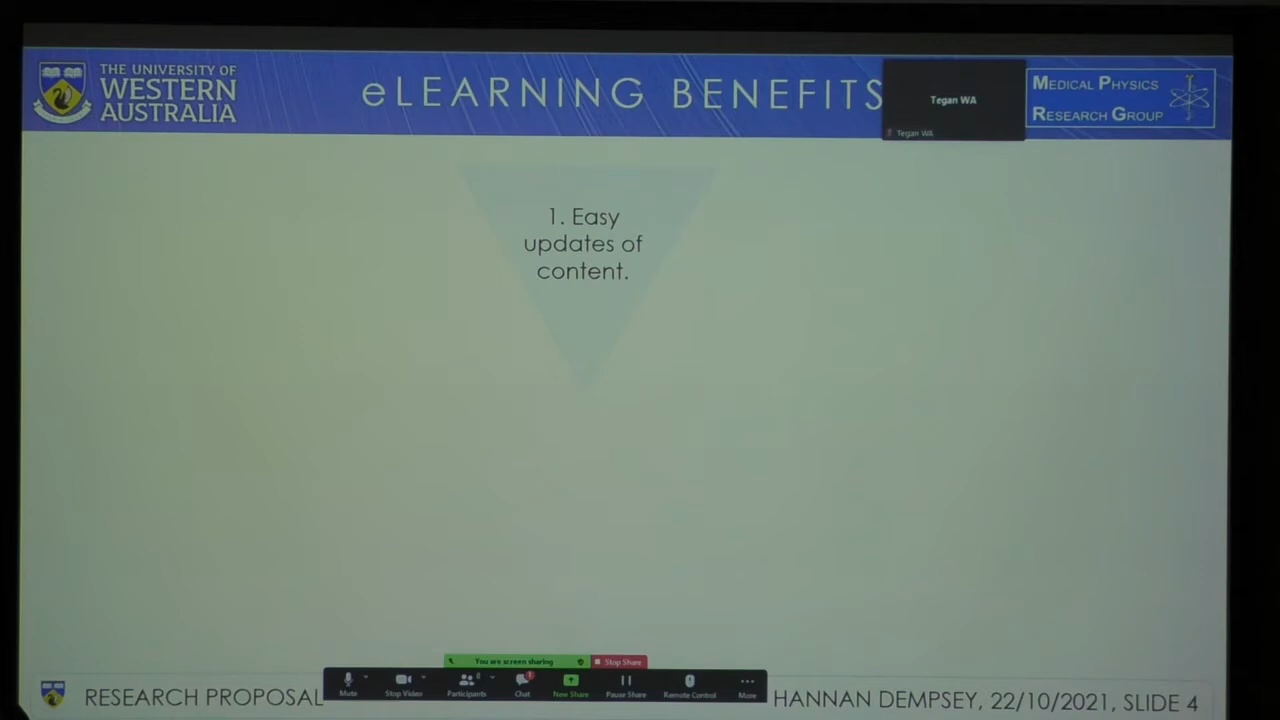 THE UNIVERSITY OF
WESTERN
AUSTRALIA
eLEARNING BENEFITS
Tegan WA
Tegan WA
MEDICAL PHYSICS
RESEARCH GROUP
1. Easy
updates of
content.
You are screen sharing
Stop Share
Mute
Stop Video
Participants
Chat
New Share
Pause Share
Remote Control
More
RESEARCH PROPOSAL
HANNAN DEMPSEY, 22/10/2021, SLIDE 4